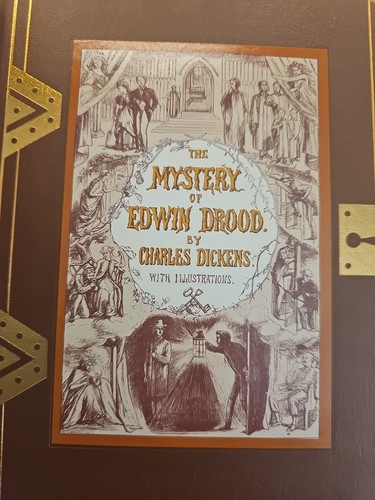 THE
MYSTERY
OF
EDWIN DROOD.
BY
CHARLES DICKENS
WITH ILLUSTRATIONS.